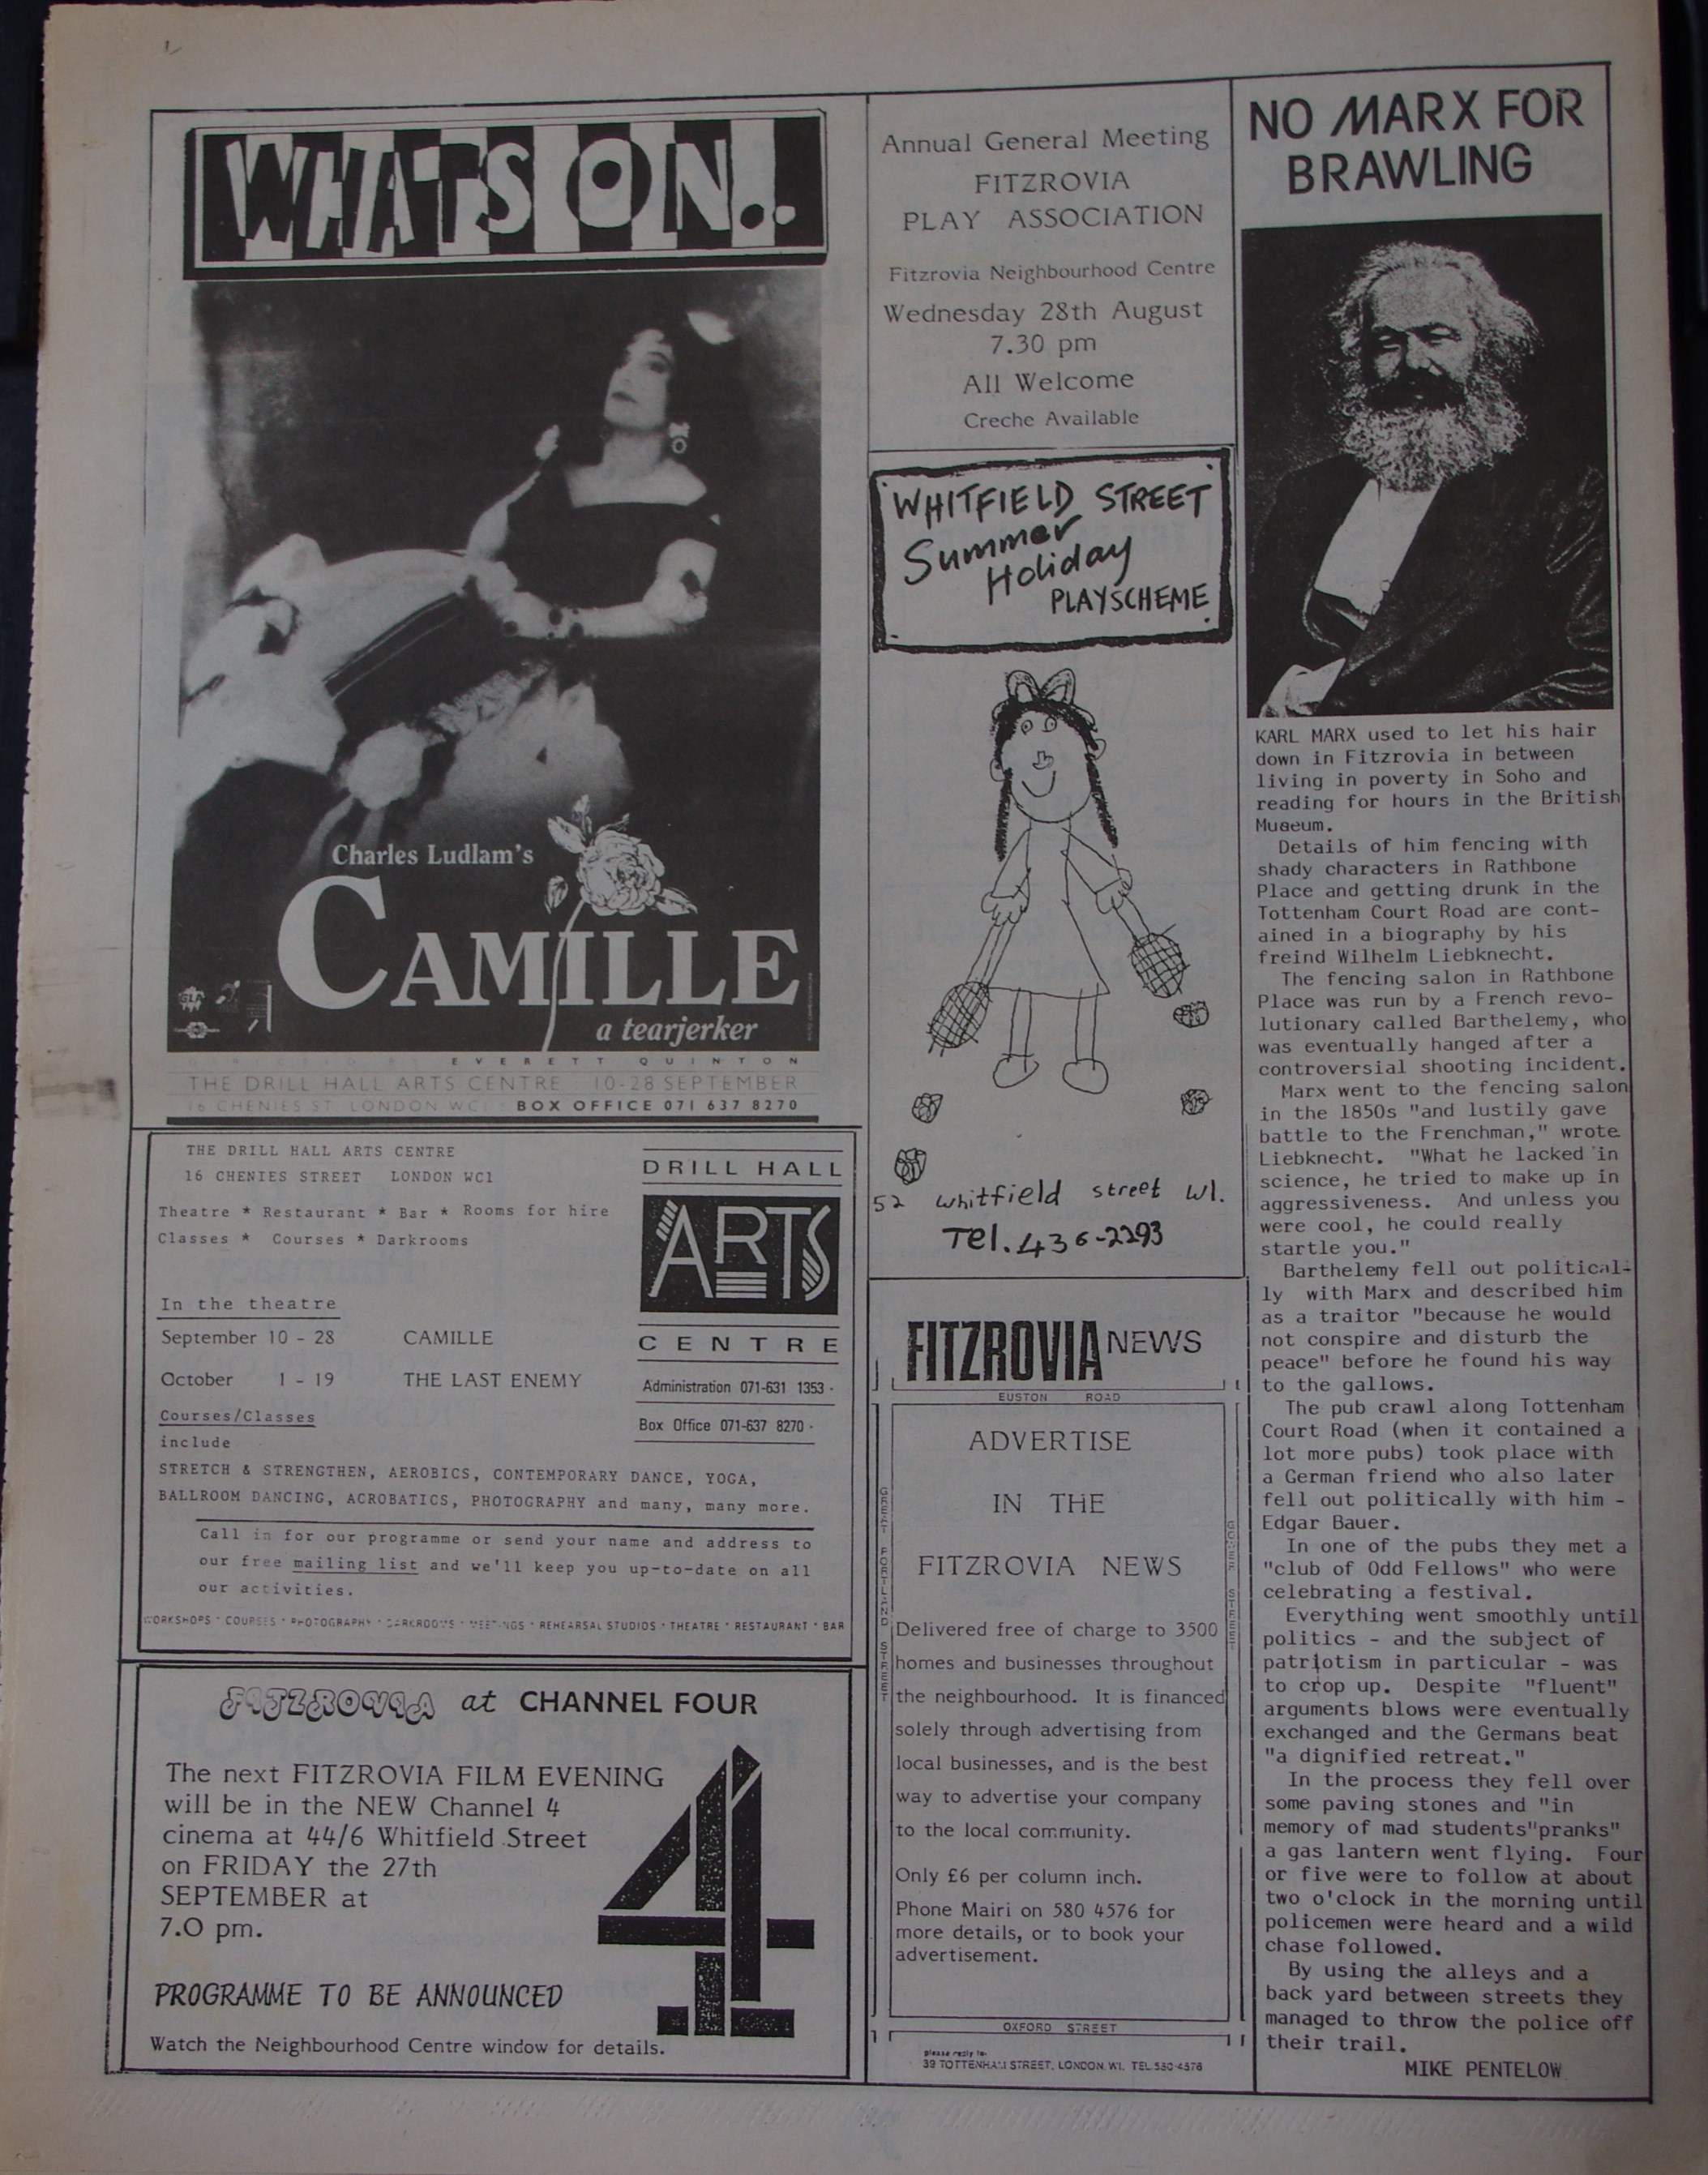 WHATS ON..
Charles Ludlam's
CAMILLE
a tearjerker
EVERETT QUINTON
THE DRILL HALL ARTS CENTRE : 10-28 SEPTEMBER
16 CHENIES ST. LONDON WC1 BOX OFFICE 071 637 8270
THE DRILL HALL ARTS CENTRE
16 CHENIES STREET LONDON WC1
Theatre * Restaurant * Bar * Rooms for hire
Classes * Courses * Darkrooms
In the theatre
September 10 - 28 CAMILLE
October 1 - 19 THE LAST ENEMY
Courses/Classes
include
STRETCH & STRENGTHEN, AEROBICS, CONTEMPORARY DANCE, YOGA,
BALLROOM DANCING, ACROBATICS, PHOTOGRAPHY and many, many more.
Call in for our programme or send your name and address to
our free mailing list and we'll keep you up-to-date on all
our activities.
WORKSHOPS * COURSES * PHOTOGRAPHY * DARKROOMS * MEETINGS * REHEARSAL STUDIOS * THEATRE * RESTAURANT * BAR
DRILL HALL
ARTS
CENTRE
Administration 071-631 1353
Box Office 071-637 8270
FITZROVIA at CHANNEL FOUR
The next FITZROVIA FILM EVENING
will be in the NEW Channel 4
cinema at 44/6 Whitfield Street
on FRIDAY the 27th
SEPTEMBER at
7.0 pm.
4
PROGRAMME TO BE ANNOUNCED
Watch the Neighbourhood Centre window for details.
Annual General Meeting
FITZROVIA
PLAY ASSOCIATION
Fitzrovia Neighbourhood Centre
Wednesday 28th August
7.30 pm
All Welcome
Creche Available
WHITFIELD STREET
Summer
Holiday
PLAYSCHEME
52 whitfield street W1.
Tel. 436-2293
FITZROVIA NEWS
EUSTON ROAD
GREAT PORTLAND STREET
GOWER STREET
ADVERTISE
IN THE
FITZROVIA NEWS
Delivered free of charge to 3500
homes and businesses throughout
the neighbourhood. It is financed
solely through advertising from
local businesses, and is the best
way to advertise your company
to the local community.
Only £6 per column inch.
Phone Mairi on 580 4576 for
more details, or to book your
advertisement.
OXFORD STREET
please reply to:
39 TOTTENHAM STREET, LONDON. W1. TEL 580-4576
NO MARX FOR
BRAWLING
KARL MARX used to let his hair
down in Fitzrovia in between
living in poverty in Soho and
reading for hours in the British
Museum.
Details of him fencing with
shady characters in Rathbone
Place and getting drunk in the
Tottenham Court Road are cont-
ained in a biography by his
freind Wilhelm Liebknecht.
The fencing salon in Rathbone
Place was run by a French revo-
lutionary called Barthelemy, who
was eventually hanged after a
controversial shooting incident.
Marx went to the fencing salon
in the 1850s "and lustily gave
battle to the Frenchman," wrote
Liebknecht. "What he lacked in
science, he tried to make up in
aggressiveness. And unless you
were cool, he could really
startle you."
Barthelemy fell out political-
ly with Marx and described him
as a traitor "because he would
not conspire and disturb the
peace" before he found his way
to the gallows.
The pub crawl along Tottenham
Court Road (when it contained a
lot more pubs) took place with
a German friend who also later
fell out politically with him -
Edgar Bauer.
In one of the pubs they met a
"club of Odd Fellows" who were
celebrating a festival.
Everything went smoothly until
politics - and the subject of
patriotism in particular - was
to crop up. Despite "fluent"
arguments blows were eventually
exchanged and the Germans beat
"a dignified retreat."
In the process they fell over
some paving stones and "in
memory of mad students"pranks"
a gas lantern went flying. Four
or five were to follow at about
two o'clock in the morning until
policemen were heard and a wild
chase followed.
By using the alleys and a
back yard between streets they
managed to throw the police off
their trail.
MIKE PENTELOW